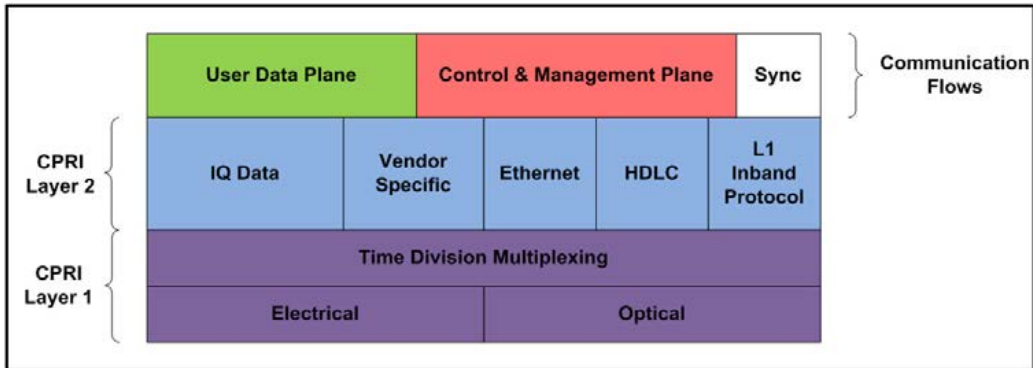 User Data Plane
Control & Management Plane
Sync
Communication
Flows
CPRI
Layer 2
IQ Data
Vendor
Specific
Ethernet
HDLC
L1
Inband
Protocol
CPRI
Layer 1
Time Division Multiplexing
Electrical
Optical